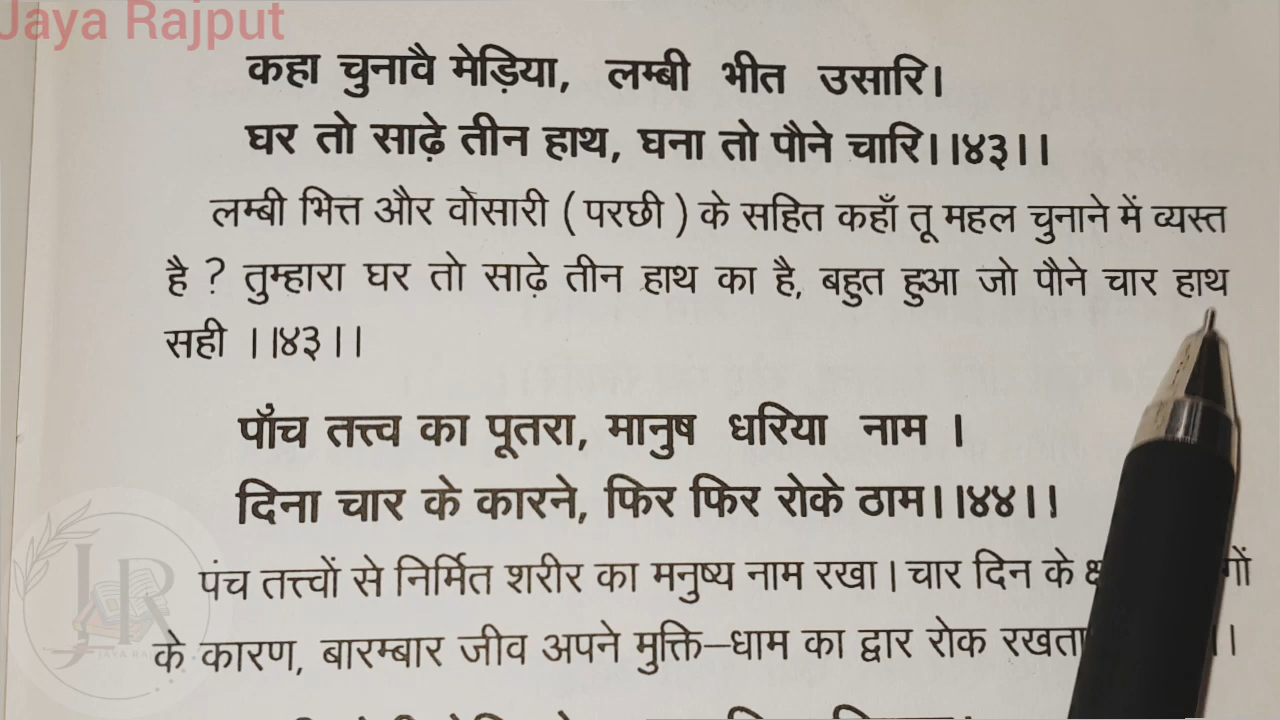 Jaya Rajput
कहा चुनावै मेड़िया, लम्बी भीत उसारि।
घर तो साढ़े तीन हाथ, घना तो पौने चारि।।४३।।
लम्बी भित्त और वोसारी ( परछी ) के सहित कहाँ तू महल चुनाने में व्यस्त
है ? तुम्हारा घर तो साढ़े तीन हाथ का है, बहुत हुआ जो पौने चार हाथ
सही ।।४३।।
पाँच तत्त्व का पूतरा, मानुष धरिया नाम ।
दिना चार के कारने, फिर फिर रोके ठाम।।४४।।
पंच तत्त्वों से निर्मित शरीर का मनुष्य नाम रखा। चार दिन के
के कारण, बारम्बार जीव अपने मुक्ति–धाम का द्वार रोक रखता
JR